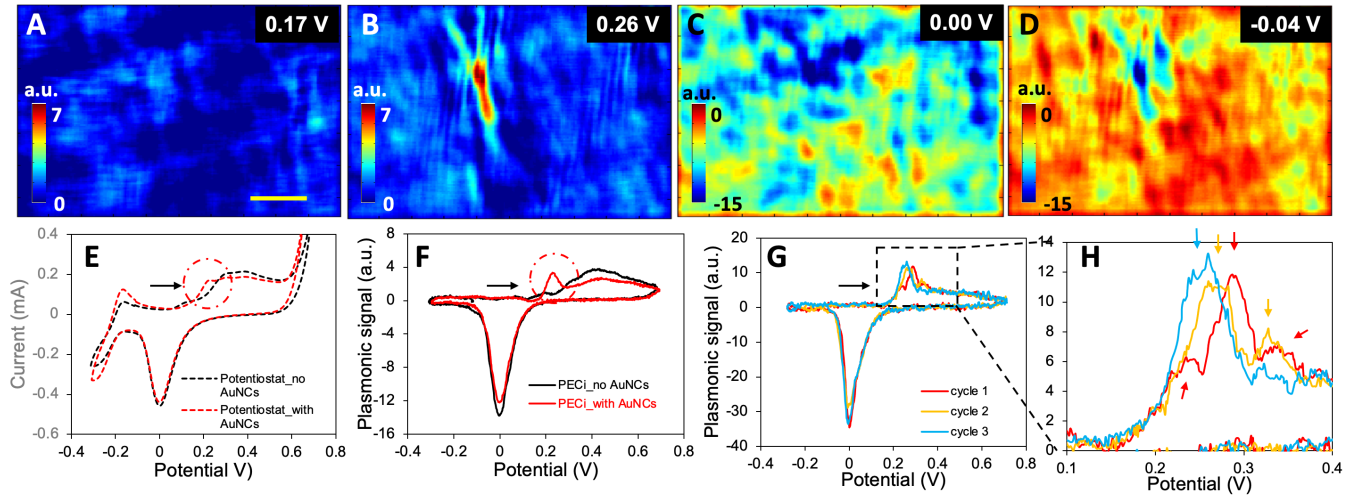 A
0.17 V
a.u.
7
0
B
0.26 V
a.u.
7
0
C
0.00 V
a.u.
0
-15
D
-0.04 V
a.u.
0
-15
E
Current (mA)
0.4
0.2
0
-0.2
-0.4
-0.6
-0.4 -0.2 0 0.2 0.4 0.6 0.8
Potential V)
Potentiostat_no
AuNCs
Potentiostat_with
AuNCs
F
Plasmonic signal (a.u.)
8
4
0
-4
-8
-12
-16
-0.4 -0.2 0 0.2 0.4 0.6 0.8
Potential (V)
PECi_no AuNCs
PECi_with AuNCs
G
Plasmonic signal (a.u.)
20
10
0
-10
-20
-30
-40
-0.4 0 0.4 0.8
Potential (V)
cycle 1
cycle 2
cycle 3
H
14
12
10
8
6
4
2
0
0.1 0.2 0.3 0.4
Potential (V)